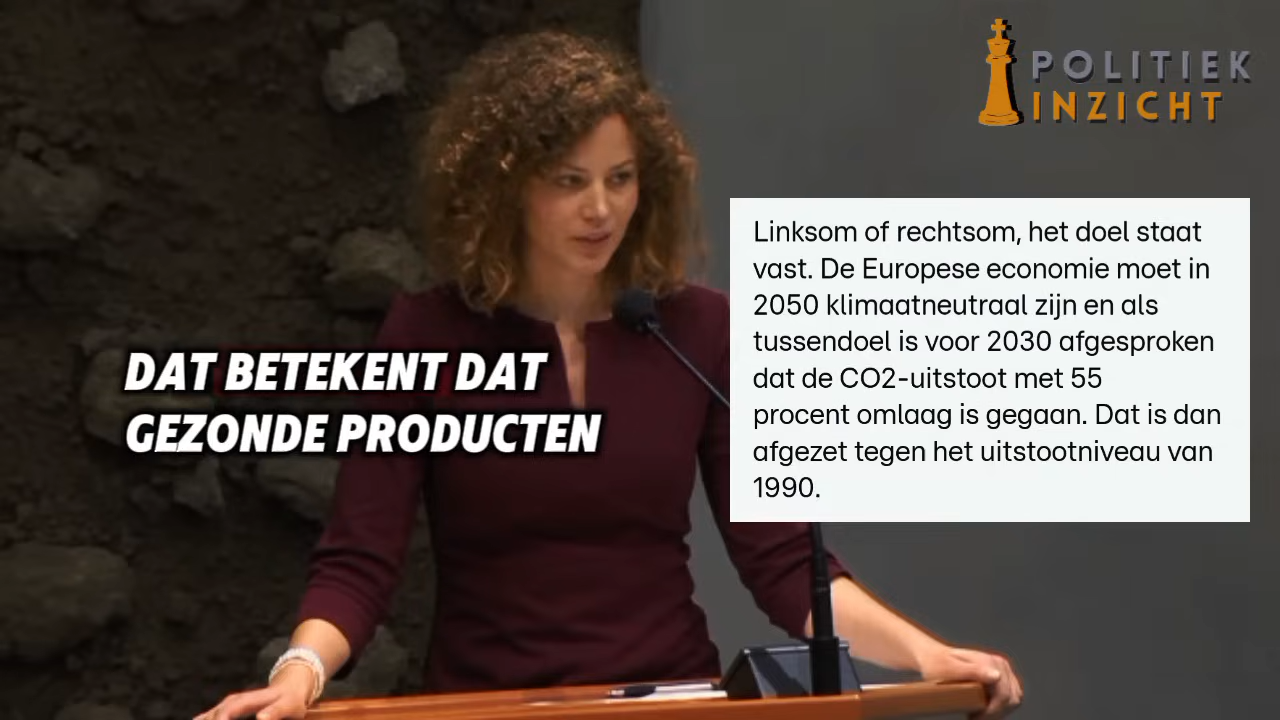 POLITIEK
INZICHT
Linksom of rechtsom, het doel staat
vast. De Europese economie moet in
2050 klimaatneutraal zijn en als
tussendoel is voor 2030 afgesproken
dat de CO2-uitstoot met 55
procent omlaag is gegaan. Dat is dan
afgezet tegen het uitstootniveau van
1990.
DAT BETEKENT DAT
GEZONDE PRODUCTEN